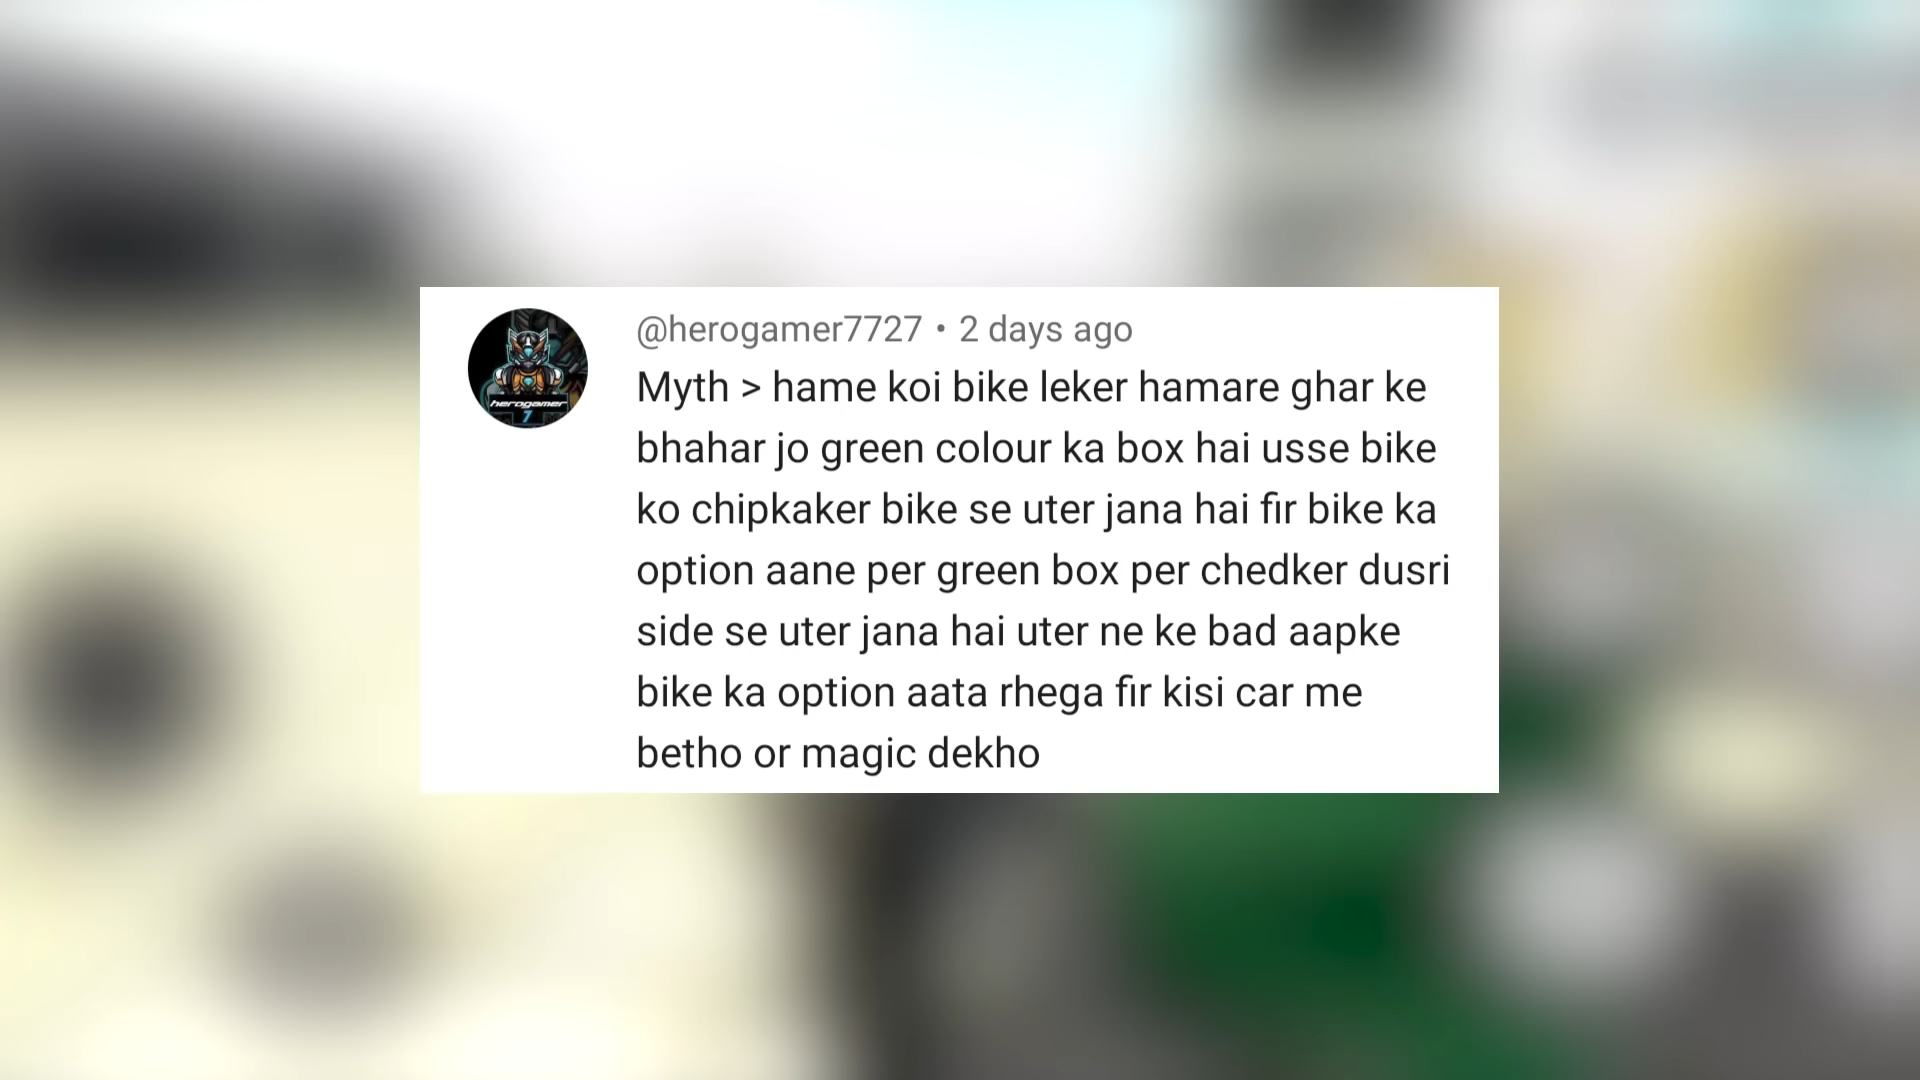 herogamer
7
@herogamer7727 • 2 days ago
Myth > hame koi bike leker hamare ghar ke
bhahar jo green colour ka box hai usse bike
ko chipkaker bike se uter jana hai fir bike ka
option aane per green box per chedker dusri
side se uter jana hai uter ne ke bad aapke
bike ka option aata rhega fir kisi car me
betho or magic dekho